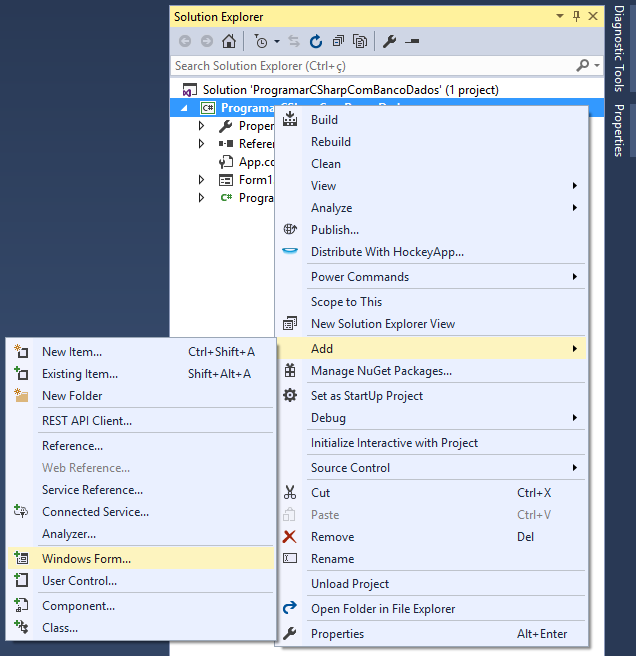 Solution Explorer
Search Solution Explorer (Ctrl+ç)
Solution 'ProgramarCSharpComBancoDados' (1 project)
Proper
Referen
App.co
Form1
Progra
Build
Rebuild
Clean
View
Analyze
Publish...
Distribute With HockeyApp...
Power Commands
Scope to This
New Solution Explorer View
Add
Manage NuGet Packages...
Set as StartUp Project
Debug
Initialize Interactive with Project
Source Control
Cut Ctrl+X
Paste Ctrl+V
Remove Del
Rename
Unload Project
Open Folder in File Explorer
Properties Alt+Enter
New Item... Ctrl+Shift+A
Existing Item... Shift+Alt+A
New Folder
REST API Client...
Reference...
Web Reference...
Service Reference...
Connected Service...
Analyzer...
Windows Form...
User Control...
Component...
Class...
Diagnostic Tools
Properties